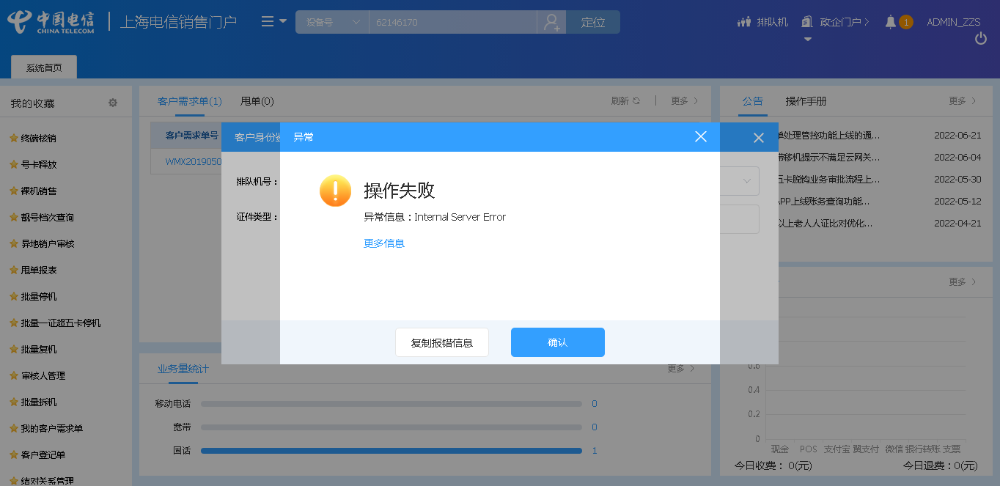 中国电信
CHINA TELECOM
上海电信销售门户
设备号
62146170
定位
排队机
政企门户
1
ADMIN_ZZS
系统首页
我的收藏
终端核销
号卡释放
裸机销售
靓号档次查询
异地销户审核
甩单报表
批量停机
批量一证超五卡停机
批量复机
审核人管理
批量拆机
我的客户需求单
客户登记单
结对关系管理
客户需求单(1)
甩单(0)
刷新
更多
客户需求单号
WMX2019050
公告
操作手册
更多
单处理管控功能上线的通...
2022-06-21
带移机提示不满足云网关...
2022-06-04
五卡脱钩业务审批流程上...
2022-05-30
APP上线账务查询功能...
2022-05-12
以上老人人证比对优化...
2022-04-21
客户身份鉴
排队机号：
证件类型：
异常
操作失败
异常信息：Internal Server Error
更多信息
复制报错信息
确认
业务量统计
更多
移动电话
0
宽带
0
固话
1
更多
0.6
0.4
0.2
0
现金 POS 支付宝 翼支付 微信 银行转账 支票
今日收费： 0(元)
今日退费：0(元)